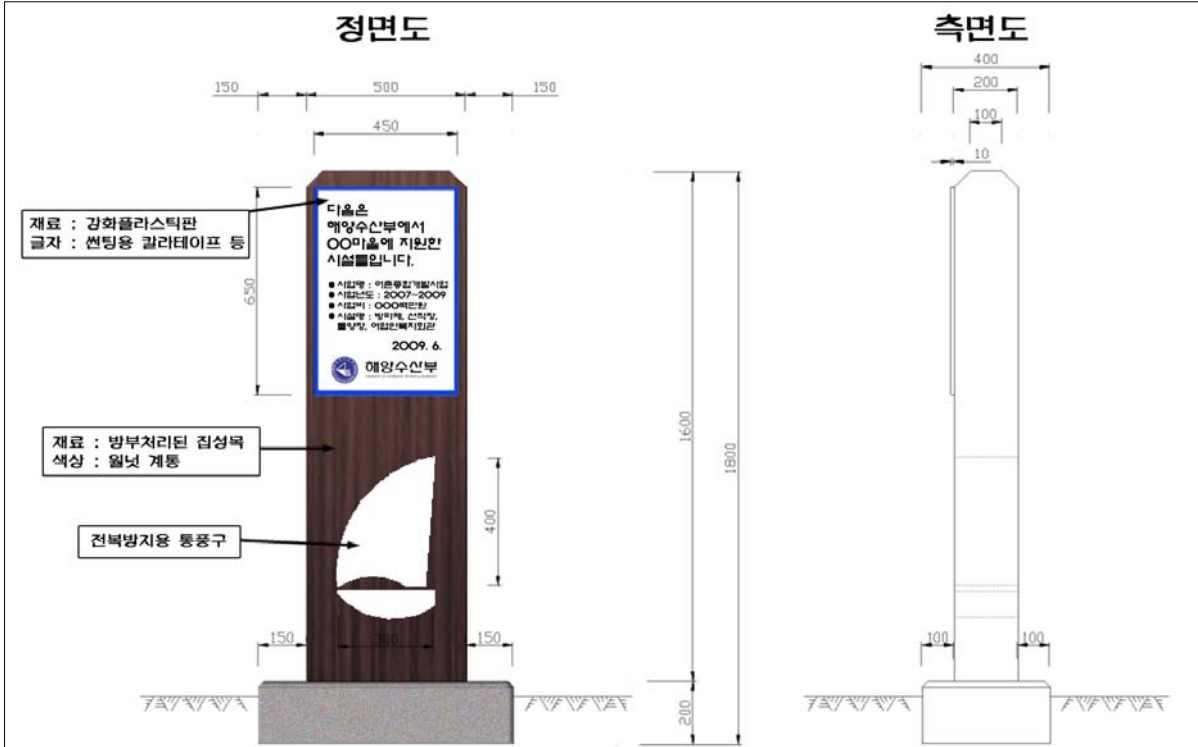 정면도
측면도
150
500
150
450
400
200
100
10
재료 : 강화플라스틱판
글자 : 썬팅용 칼라테이프 등
650
다음은
해양수산부에서
OO마을에 지원한
시설들입니다.
● 사업명 : 어촌종합개발사업
● 사업년도 : 2007~2009
● 사업비 : OOO백만원
● 시설명 : 방파제, 선착장,
물양장, 어업인복지회관
2009. 6.
해양수산부
재료 : 방부처리된 집성목
색상 : 월넛 계통
전복방지용 통풍구
400
1600
1800
150
300
150
200
100
100